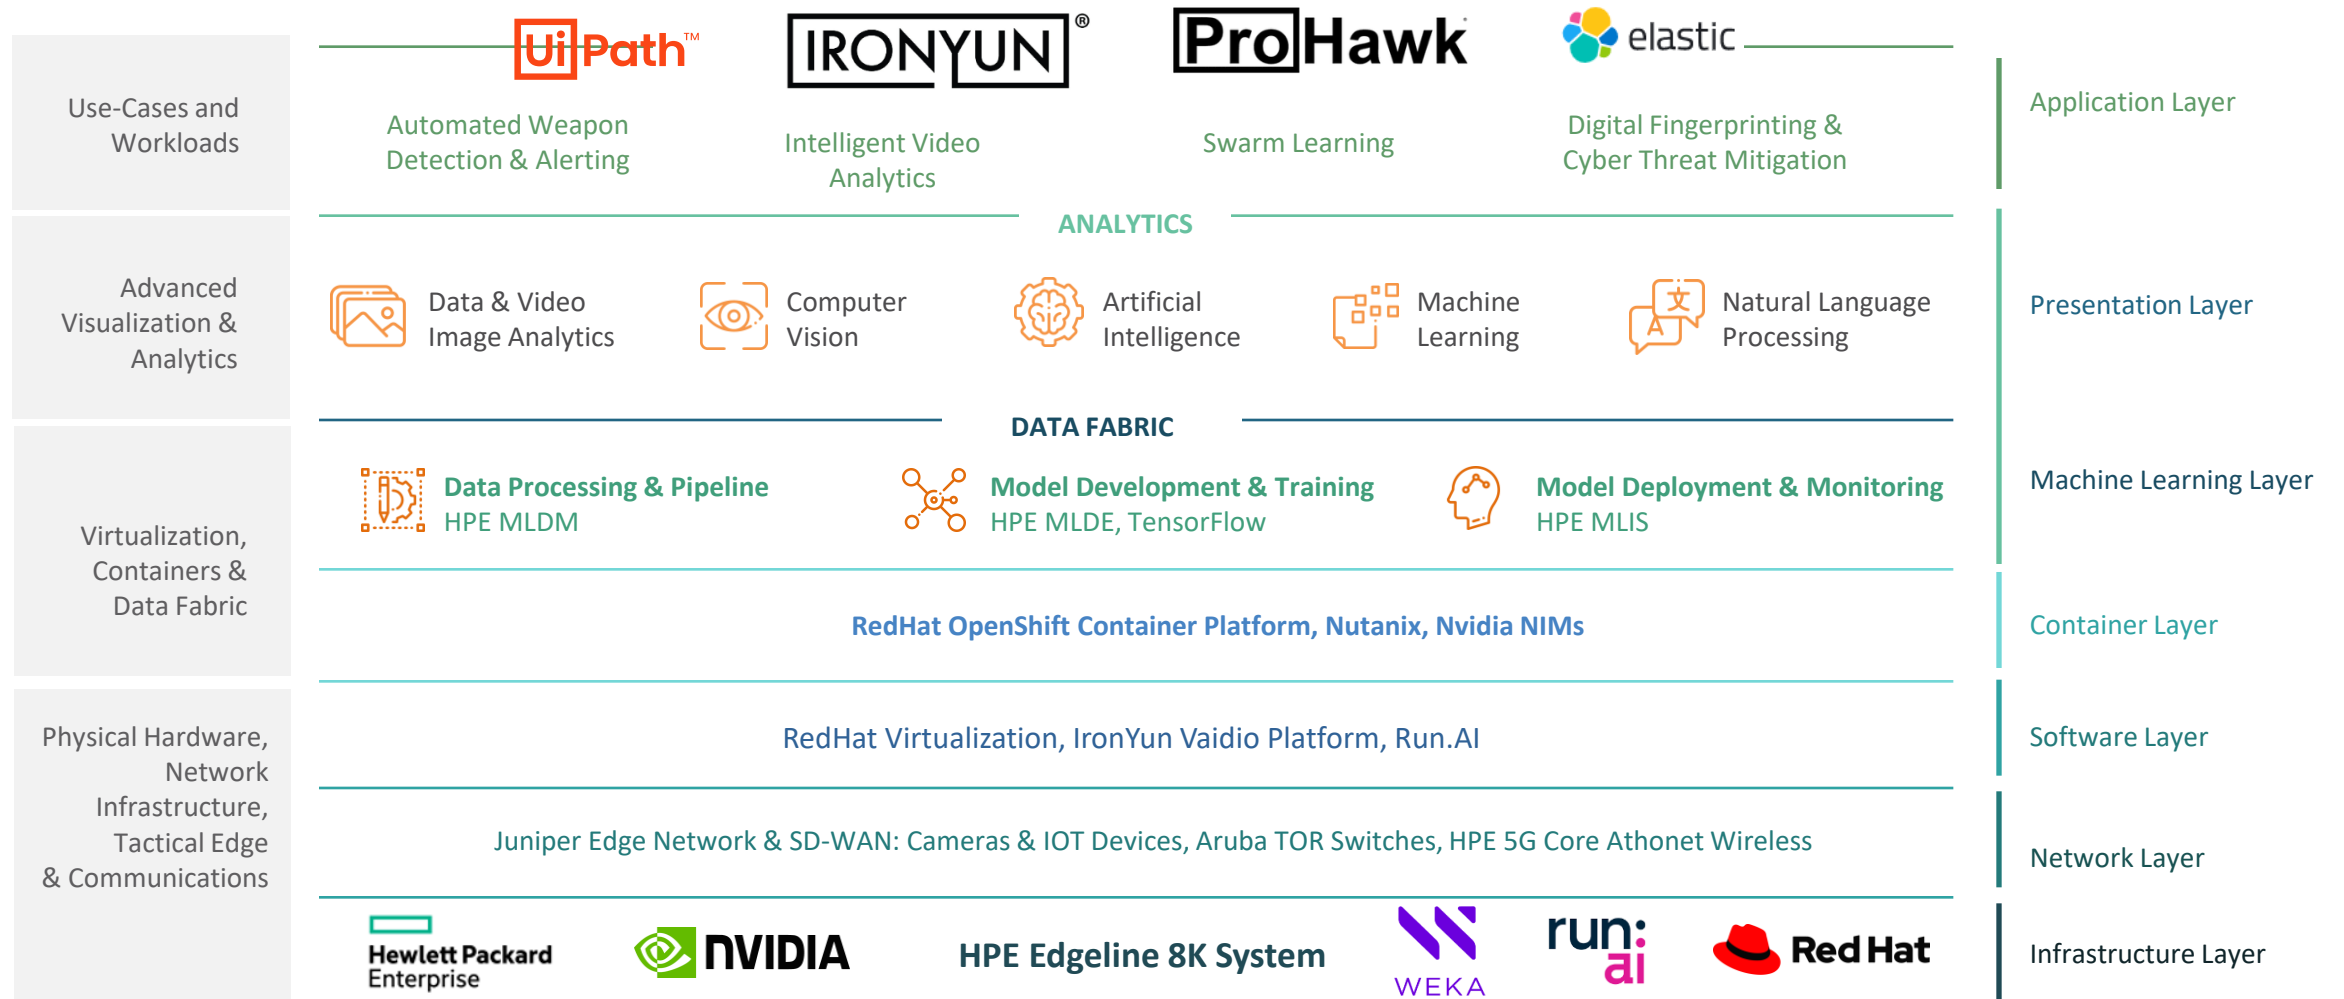 Ui Path™
IRONYUN®
ProHawk
elastic
Use-Cases and
Workloads
Automated Weapon
Detection & Alerting
Intelligent Video
Analytics
Swarm Learning
Digital Fingerprinting &
Cyber Threat Mitigation
Application Layer
ANALYTICS
Advanced
Visualization &
Analytics
Data & Video
Image Analytics
Computer
Vision
Artificial
Intelligence
Machine
Learning
文
A
Natural Language
Processing
Presentation Layer
DATA FABRIC
Virtualization,
Containers &
Data Fabric
Data Processing & Pipeline
HPE MLDM
Model Development & Training
HPE MLDE, TensorFlow
Model Deployment & Monitoring
HPE MLIS
Machine Learning Layer
RedHat OpenShift Container Platform, Nutanix, Nvidia NIMs
Container Layer
Physical Hardware,
Network
Infrastructure,
Tactical Edge
& Communications
RedHat Virtualization, IronYun Vaidio Platform, Run.AI
Software Layer
Juniper Edge Network & SD-WAN: Cameras & IOT Devices, Aruba TOR Switches, HPE 5G Core Athonet Wireless
Network Layer
Hewlett Packard
Enterprise
NVIDIA
HPE Edgeline 8K System
WEKA
run:
ai
Red Hat
Infrastructure Layer